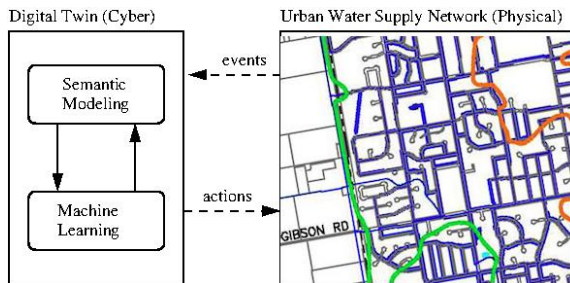 Digital Twin (Cyber)
Urban Water Supply Network (Physical)
Semantic
Modeling
events
Machine
Learning
actions
GIBSON RD